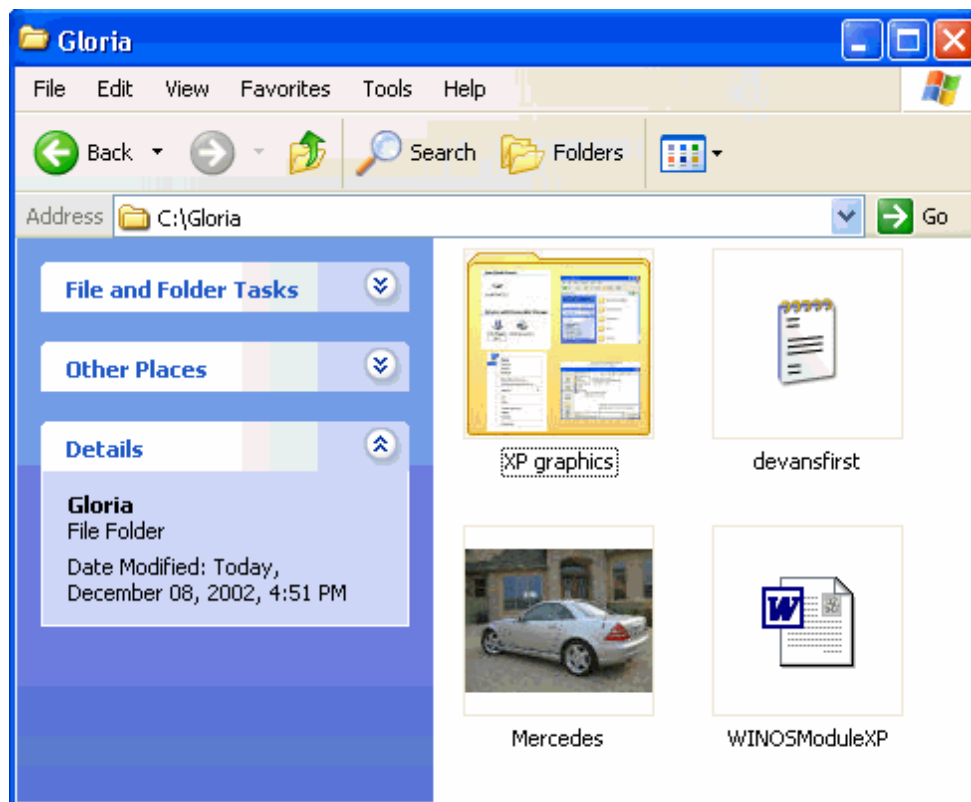 Gloria
File Edit View Favorites Tools Help
Back Search Folders
Address C:\Gloria Go
File and Folder Tasks
Other Places
Details
Gloria
File Folder
Date Modified: Today,
December 08, 2002, 4:51 PM
XP graphics devansfirst
Mercedes WINOSModuleXP